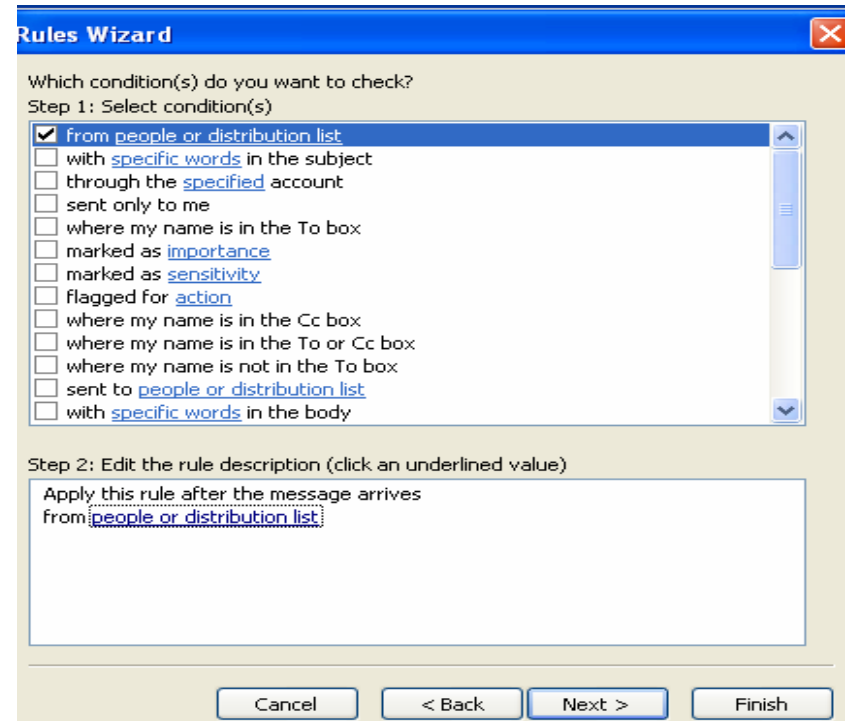 Rules Wizard
Which condition(s) do you want to check?
Step 1: Select condition(s)
from people or distribution list
with specific words in the subject
through the specified account
sent only to me
where my name is in the To box
marked as importance
marked as sensitivity
flagged for action
where my name is in the Cc box
where my name is in the To or Cc box
where my name is not in the To box
sent to people or distribution list
with specific words in the body
Step 2: Edit the rule description (click an underlined value)
Apply this rule after the message arrives
from people or distribution list
Cancel < Back Next > Finish